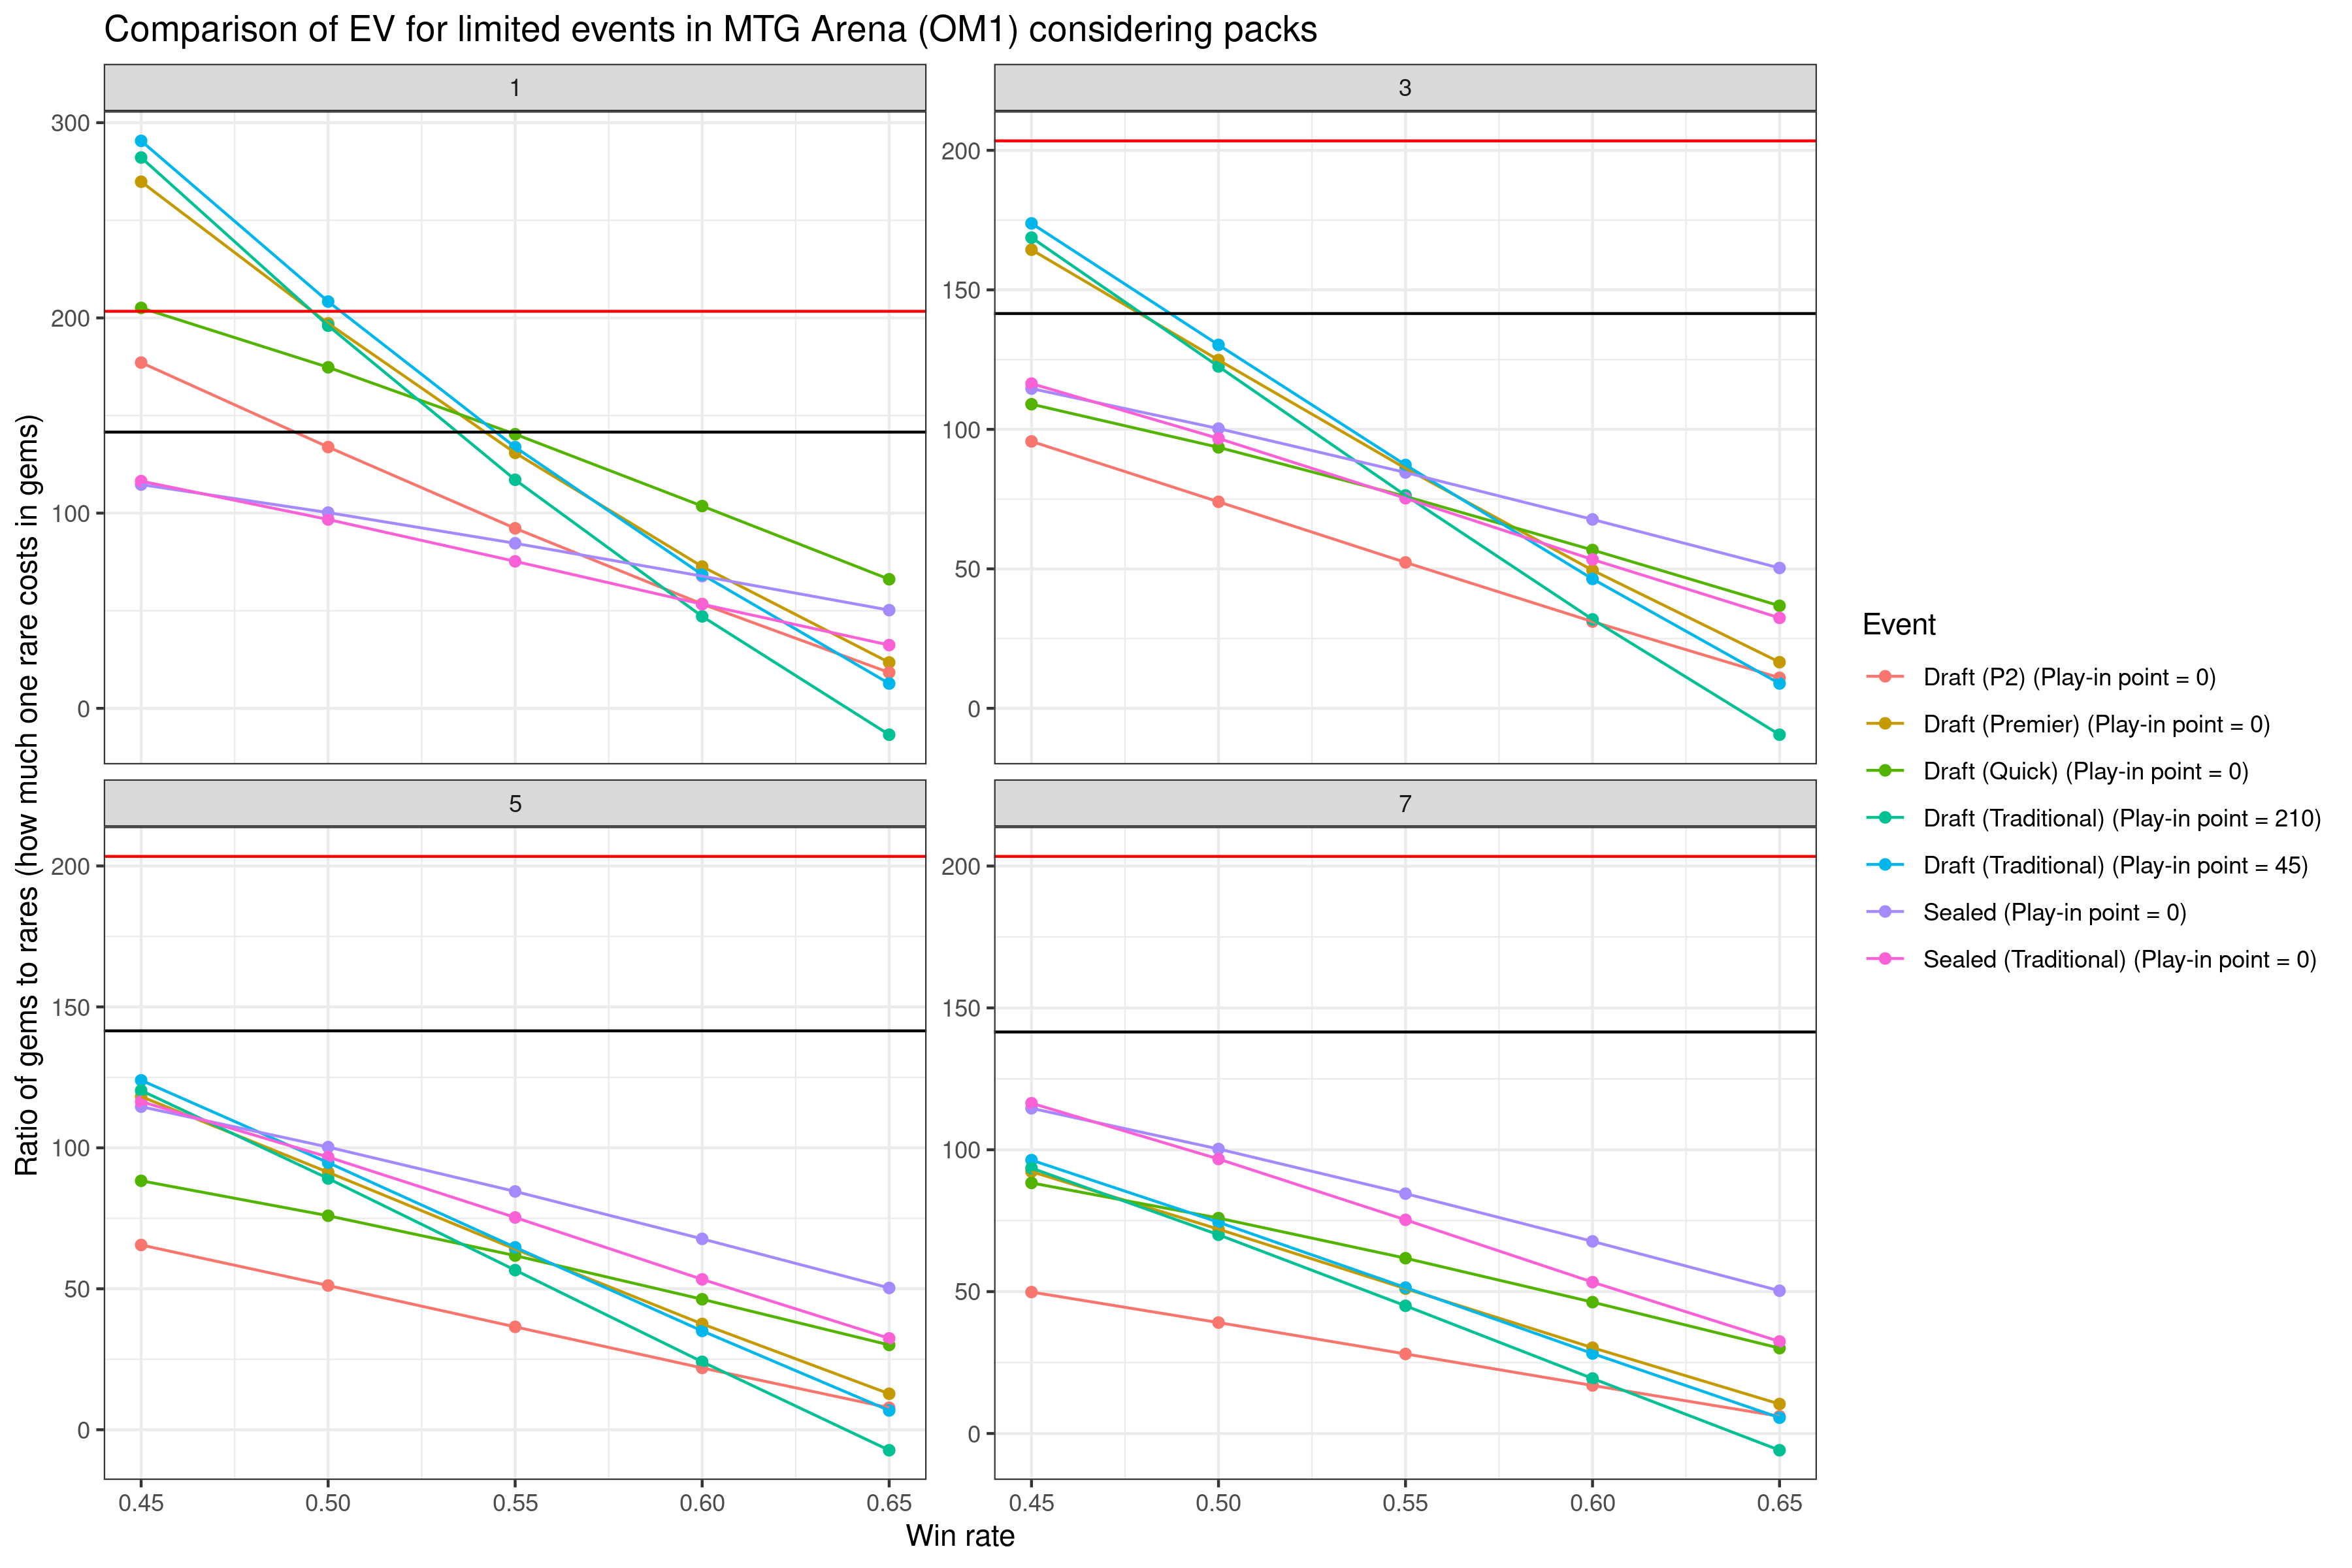 Comparison of EV for limited events in MTG Arena (OM1) considering packs
Ratio of gems to rares (how much one rare costs in gems)
1
300
200
100
0
3
200
150
100
50
0
5
200
150
100
50
0
0.45 0.50 0.55 0.60 0.65
7
200
150
100
50
0
0.45 0.50 0.55 0.60 0.65
Win rate
Event
Draft (P2) (Play-in point = 0)
Draft (Premier) (Play-in point = 0)
Draft (Quick) (Play-in point = 0)
Draft (Traditional) (Play-in point = 210)
Draft (Traditional) (Play-in point = 45)
Sealed (Play-in point = 0)
Sealed (Traditional) (Play-in point = 0)